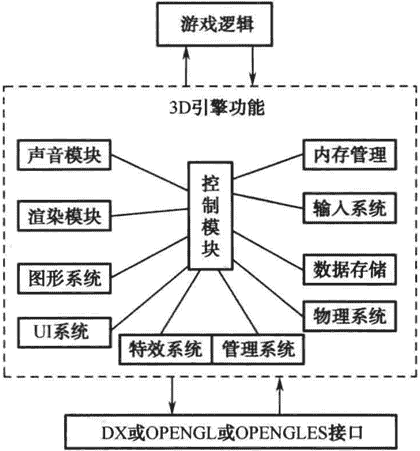 游戏逻辑
3D引擎功能
声音模块
内存管理
控制模块
渲染模块
输入系统
图形系统
数据存储
UI系统
物理系统
特效系统
管理系统
DX或OPENGL或OPENGLES接口